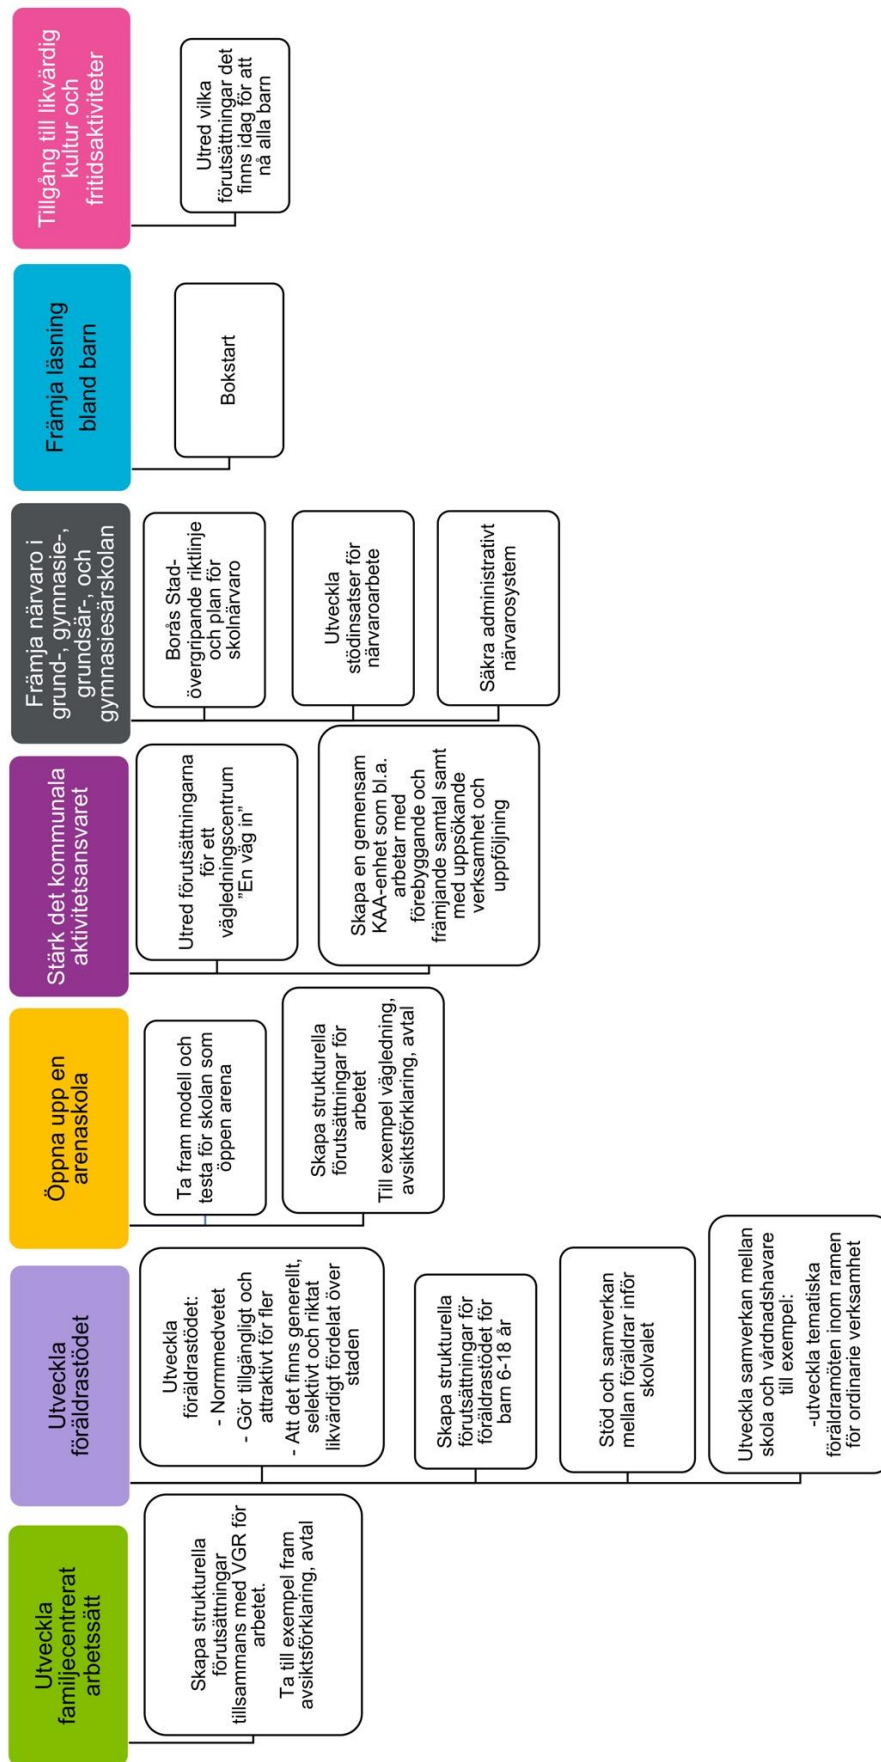 Utveckla
familjecentrerat
arbetssätt
Skapa strukturella
förutsättningar
tillsammans med VGR för
arbetet.
Ta till exempel fram
avsiktsförklaring, avtal
Utveckla
föräldrastödet
Utveckla
föräldrastödet:
- Normmedvetet
- Gör tillgängligt och
attraktivt för fler
- Att det finns generellt,
selektivt och riktat
likvärdigt fördelat över
staden
Skapa strukturella
förutsättningar för
föräldrastödet för
barn 6-18 år
Stöd och samverkan
mellan föräldrar inför
skolvalet
Utveckla samverkan mellan
skola och vårdnadshavare
till exempel:
-utveckla tematiska
föräldramöten inom ramen
för ordinarie verksamhet
Öppna upp en
arenaskola
Ta fram modell och
testa för skolan som
öppen arena
Skapa strukturella
förutsättningar för
arbetet
Till exempel vägledning,
avsiktsförklaring, avtal
Stärk det kommunala
aktivitetsansvaret
Utred förutsättningarna
för ett
vägledningscentrum
”En väg in”
Skapa en gemensam
KAA-enhet som bl.a.
arbetar med
förebyggande och
främjande samtal samt
med uppsökande
verksamhet och
uppföljning
Främja närvaro i
grund-, gymnasie-,
grundsär-, och
gymnasiesärskolan
Borås Stad-
övergripande riktlinje
och plan för
skolnärvaro
Utveckla
stödinsatser för
närvaroarbete
Säkra administrativt
närvarosystem
Främja läsning
bland barn
Bokstart
Tillgång till likvärdig
kultur och
fritidsaktiviteter
Utred vilka
förutsättningar det
finns idag för att
nå alla barn